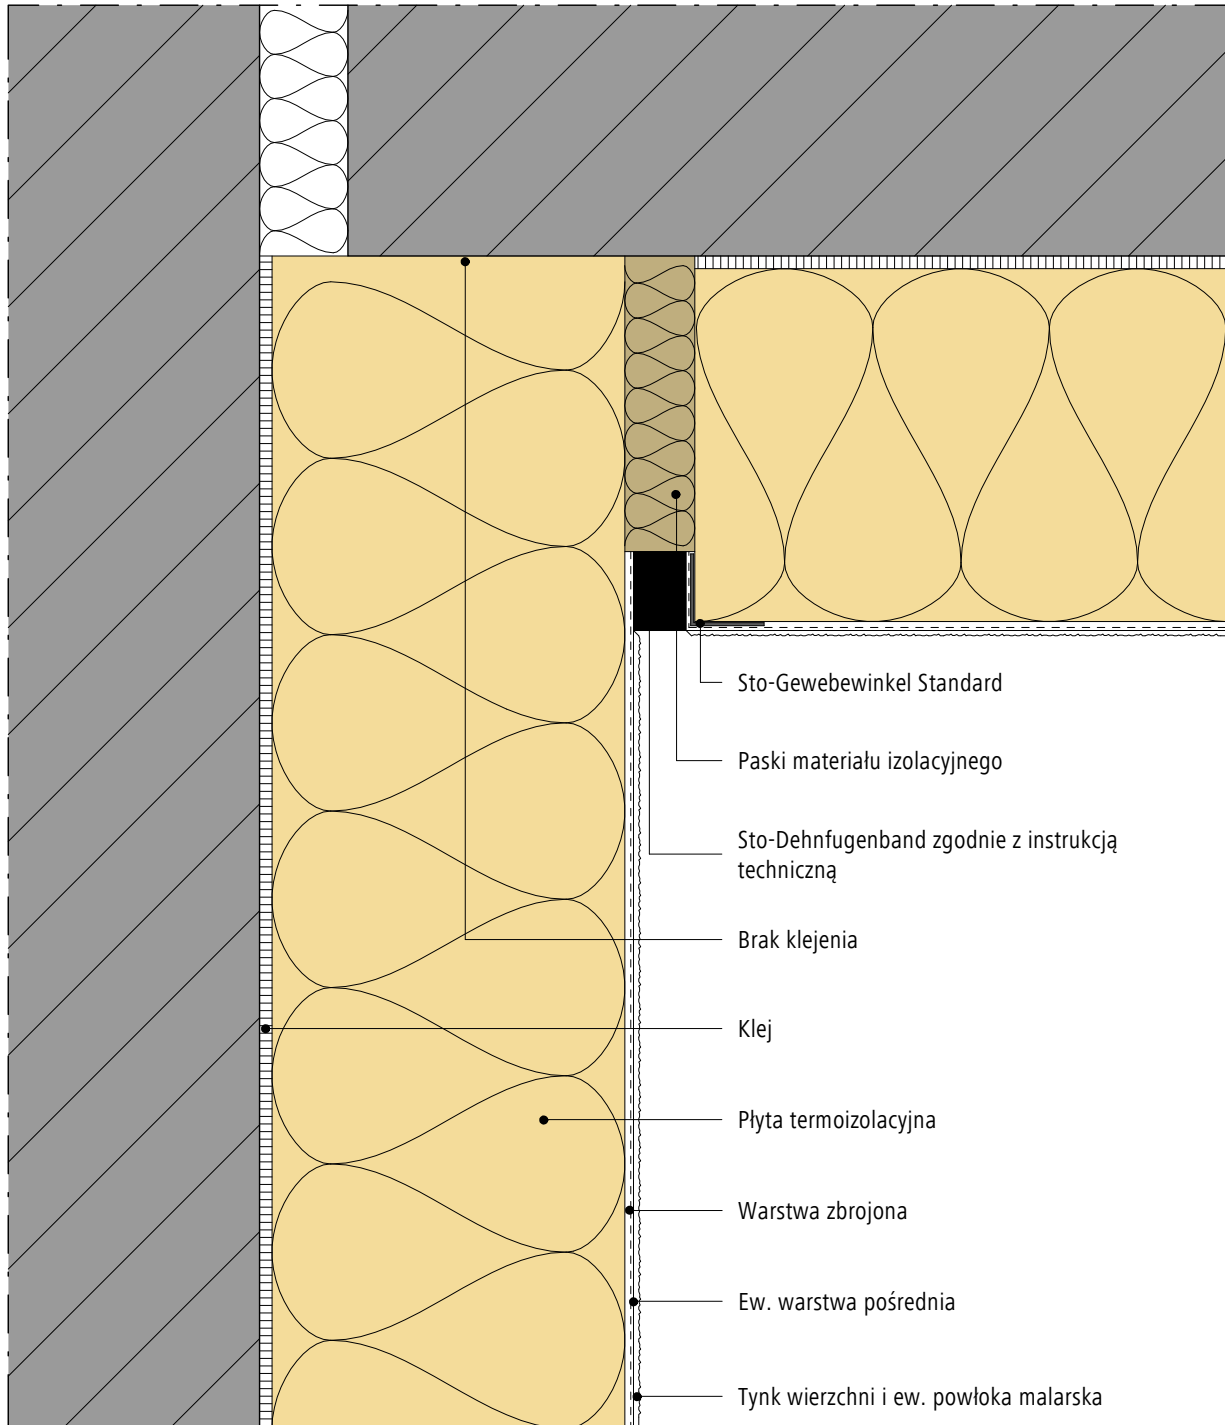 Sto-Gewebewinkel Standard
Paski materiału izolacyjnego
Sto-Dehnfugenband zgodnie z instrukcją
techniczną
Brak klejenia
Klej
Płyta termoizolacyjna
Warstwa zbrojona
Ew. warstwa pośrednia
Tynk wierzchni i ew. powłoka malarska